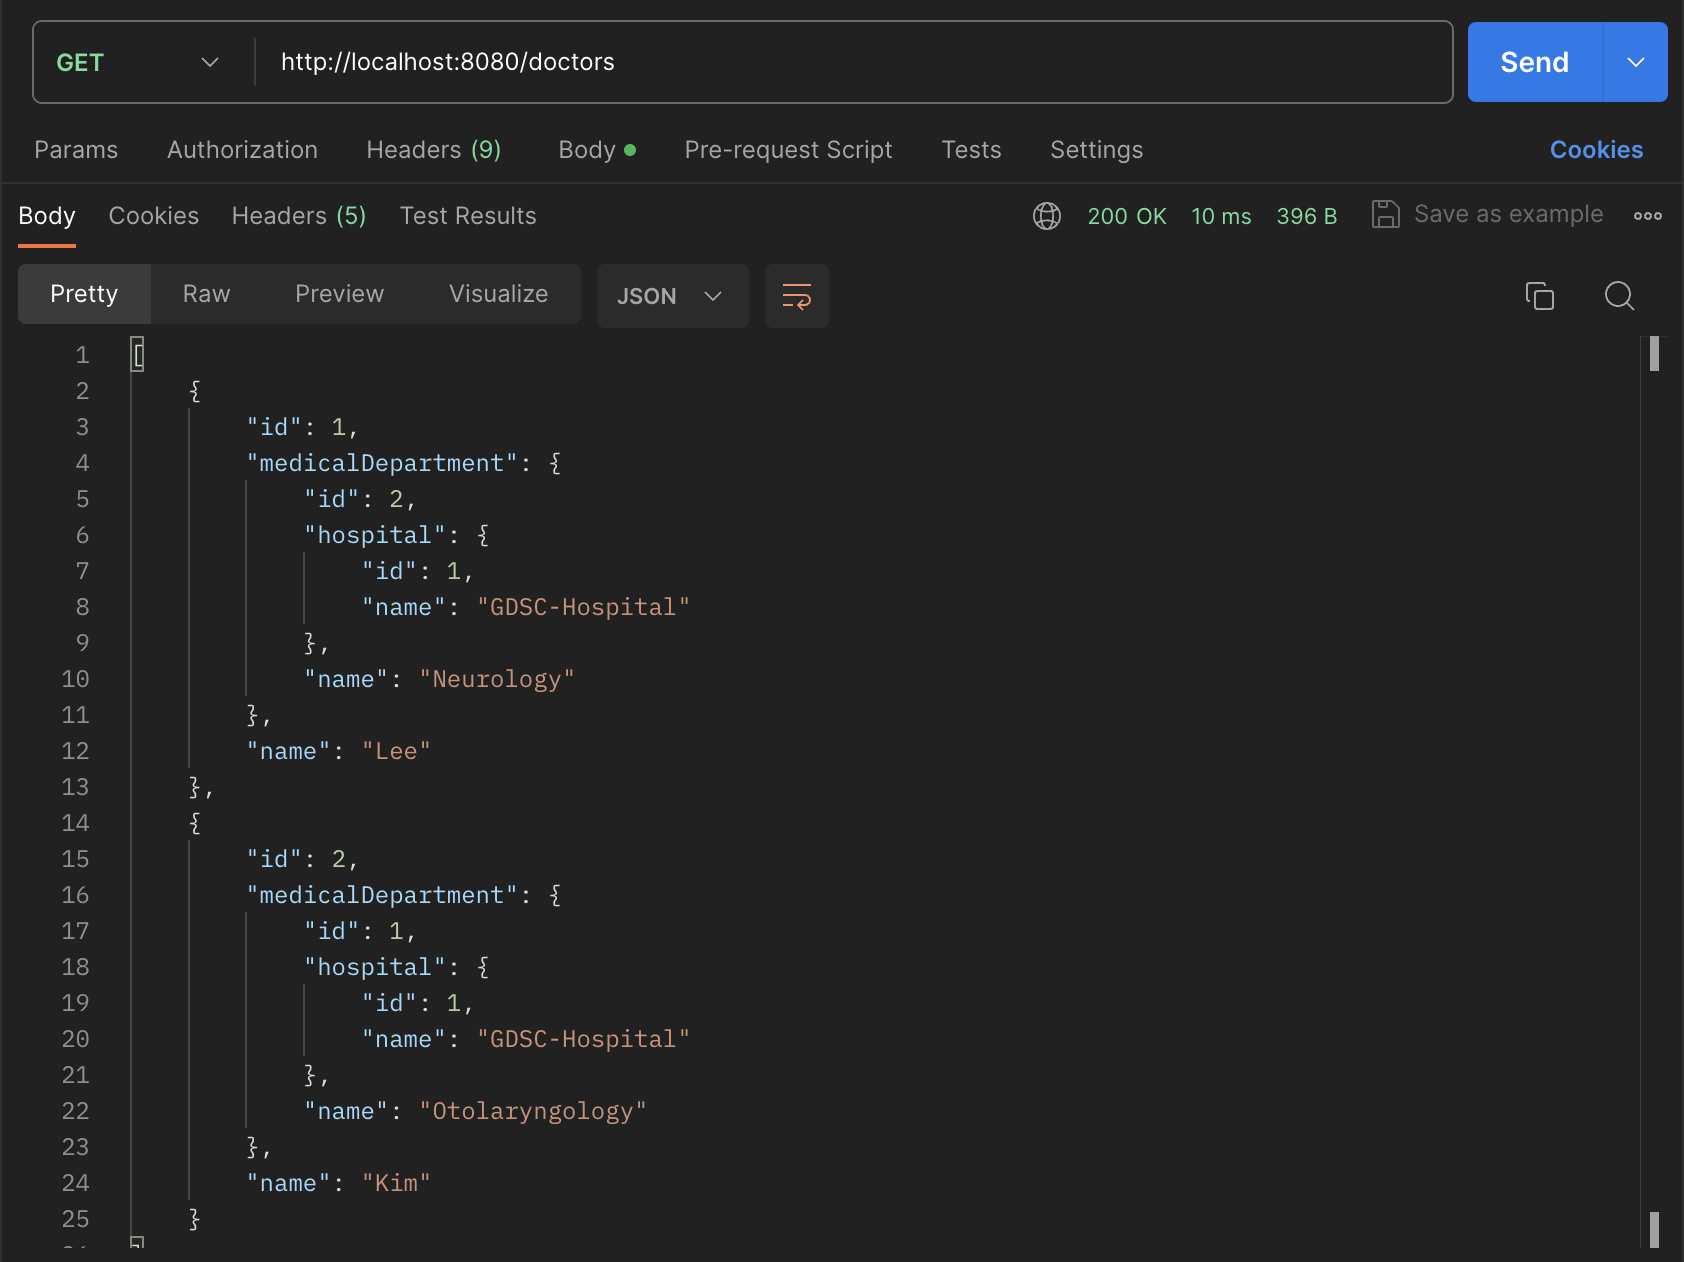 GET http://localhost:8080/doctors Send
Params Authorization Headers (9) Body Pre-request Script Tests Settings Cookies
Body Cookies Headers (5) Test Results 200 OK 10 ms 396 B Save as example
Pretty Raw Preview Visualize JSON
1 [
2 {
3 "id": 1,
4 "medicalDepartment": {
5 "id": 2,
6 "hospital": {
7 "id": 1,
8 "name": "GDSC-Hospital"
9 },
10 "name": "Neurology"
11 },
12 "name": "Lee"
13 },
14 {
15 "id": 2,
16 "medicalDepartment": {
17 "id": 1,
18 "hospital": {
19 "id": 1,
20 "name": "GDSC-Hospital"
21 },
22 "name": "Otolaryngology"
23 },
24 "name": "Kim"
25 }